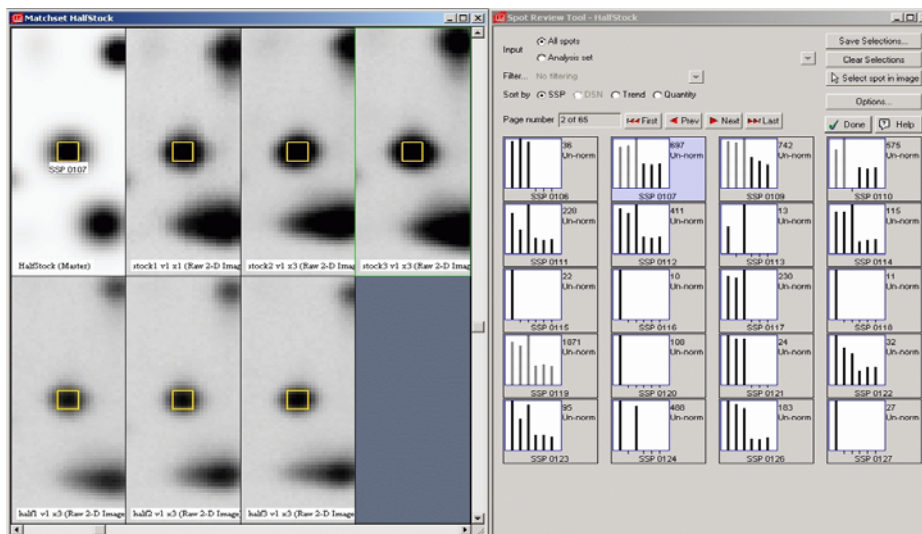 Matchset HalfStock
SSP 0107
HalfStock (Master)
stock1 v1 x1 (Raw 2-D Imag
stock2 v1 x3 (Raw 2-D Imag
stock3 v1 x3 (Raw 2-D Imag
half1 v1 x3 (Raw 2-D Image
half2 v1 x3 (Raw 2-D Image
half3 v1 x3 (Raw 2-D Image
Spot Review Tool - HalfStock
Input
All spots
Analysis set
Filter... No filtering
Sort by SSP DSN Trend Quantity
Page number 2 of 65 First Prev Next Last
Save Selections...
Clear Selections
Select spot in image
Options...
Done Help
36 697 742 575
Un-norm Un-norm Un-norm Un-norm
SSP 0106 SSP 0107 SSP 0109 SSP 0110
228 411 13 115
Un-norm Un-norm Un-norm Un-norm
SSP 0111 SSP 0112 SSP 0113 SSP 0114
22 10 230 11
Un-norm Un-norm Un-norm Un-norm
SSP 0115 SSP 0116 SSP 0117 SSP 0118
1871 108 24 32
Un-norm Un-norm Un-norm Un-norm
SSP 0119 SSP 0120 SSP 0121 SSP 0122
95 488 183 27
Un-norm Un-norm Un-norm Un-norm
SSP 0123 SSP 0124 SSP 0126 SSP 0127